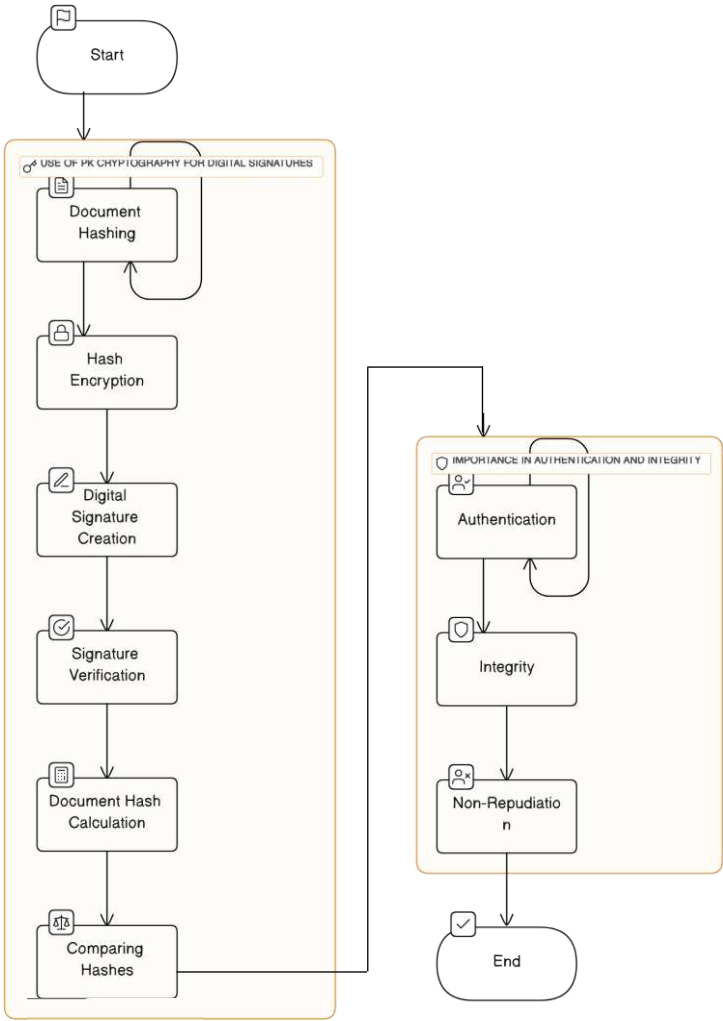 Start
USE OF PK CRYPTOGRAPHY FOR DIGITAL SIGNATURES
Document
Hashing
Hash
Encryption
Digital
Signature
Creation
Signature
Verification
Document Hash
Calculation
Comparing
Hashes
IMPORTANCE IN AUTHENTICATION AND INTEGRITY
Authentication
Integrity
Non-Repudiatio
n
End